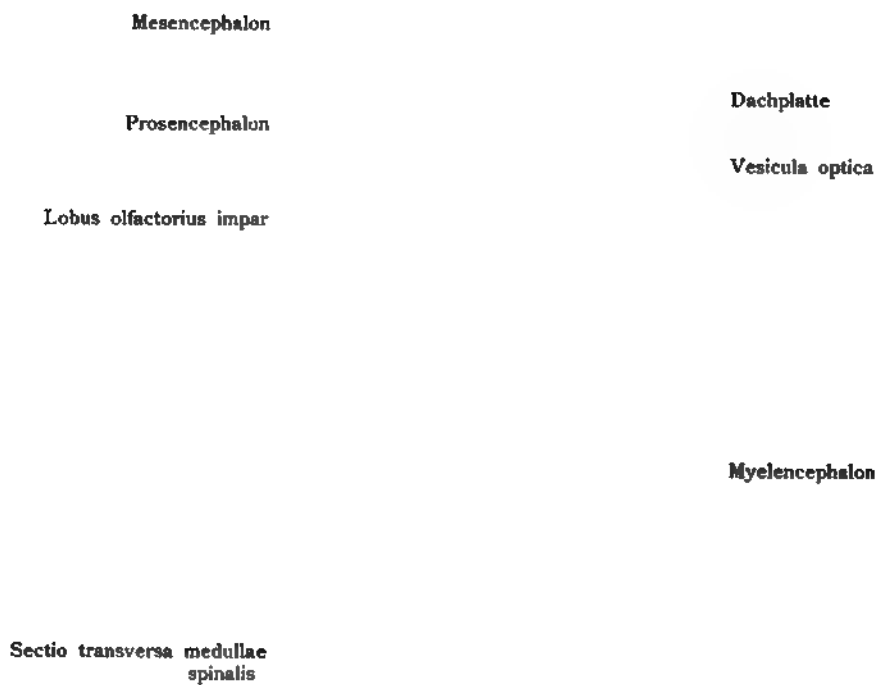 Mesencephalon
Dachplatte
Prosencephalon
Vesicula optica
Lobus olfactorius impar
Myelencephalon
Sectio transversa medullae
spinalis